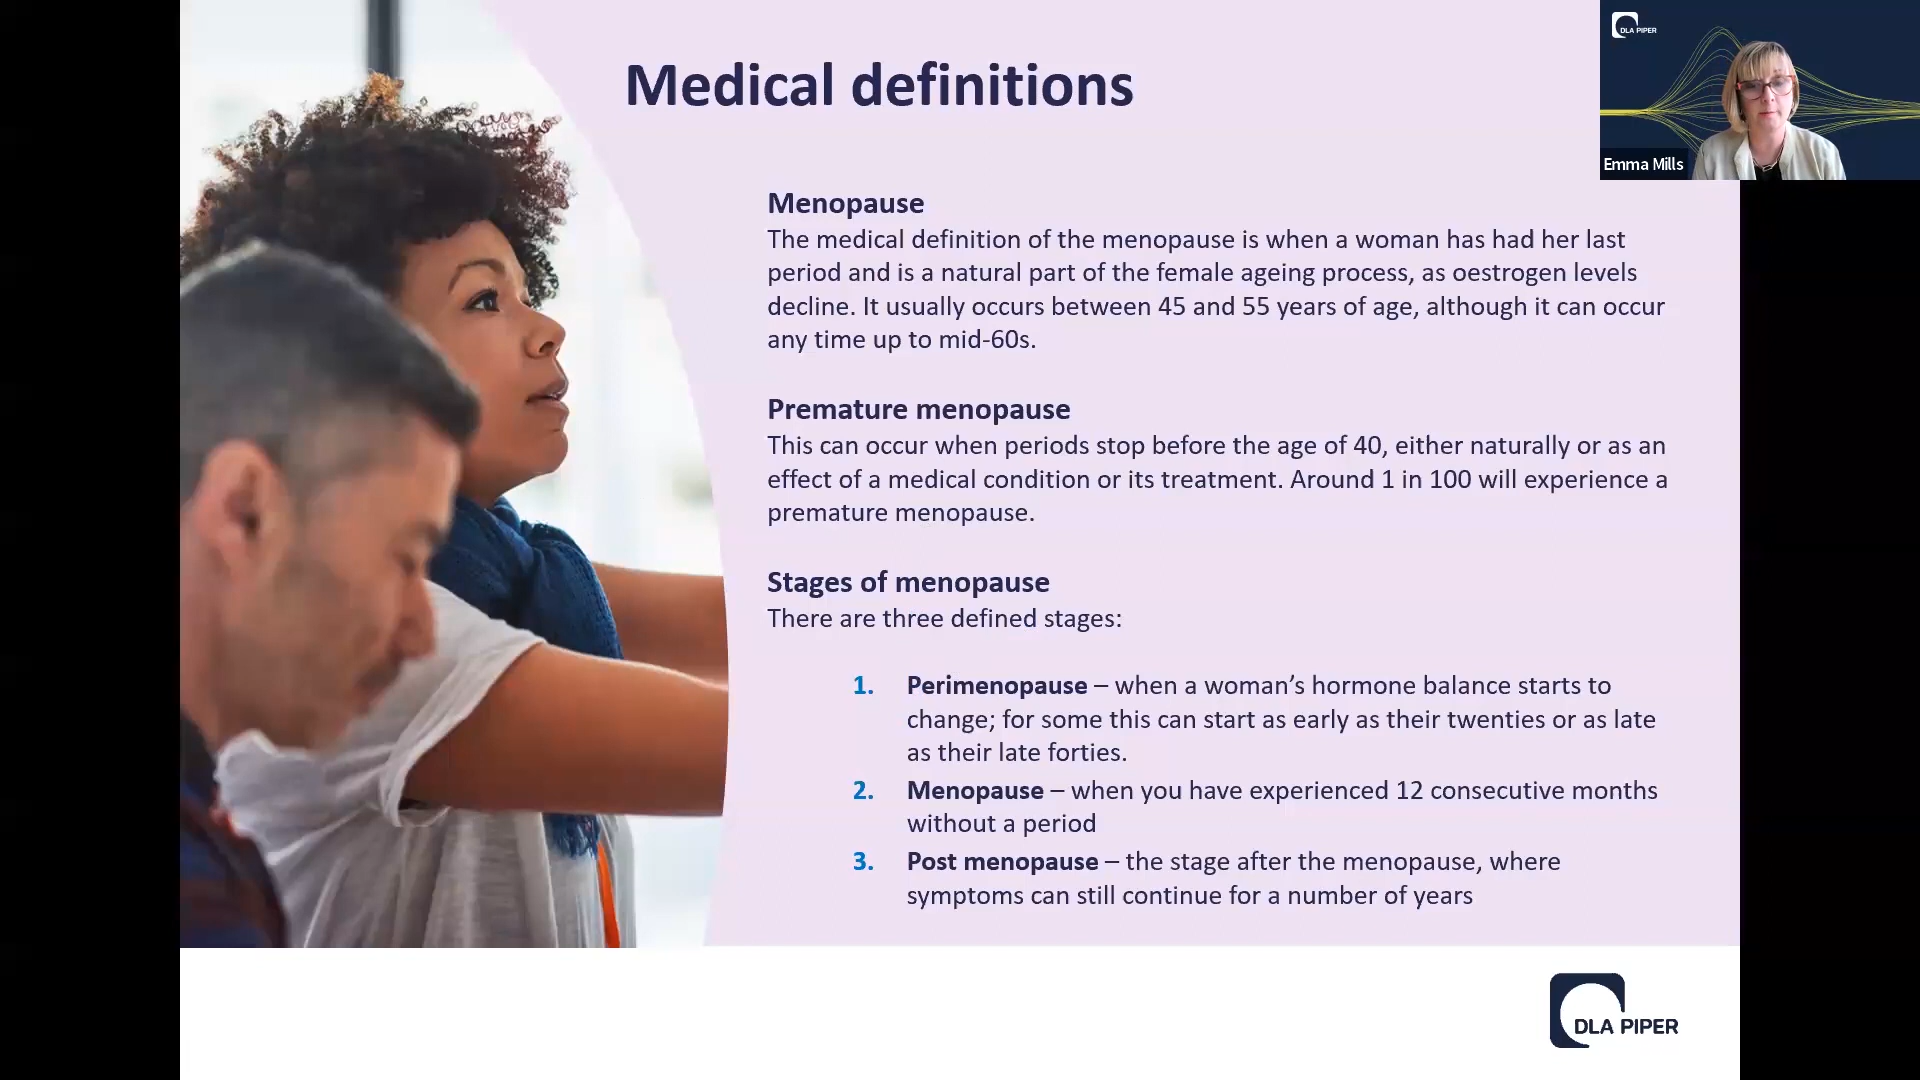 Medical definitions
DLA PIPER
Emma Mills
Menopause
The medical definition of the menopause is when a woman has had her last
period and is a natural part of the female ageing process, as oestrogen levels
decline. It usually occurs between 45 and 55 years of age, although it can occur
any time up to mid-60s.
Premature menopause
This can occur when periods stop before the age of 40, either naturally or as an
effect of a medical condition or its treatment. Around 1 in 100 will experience a
premature menopause.
Stages of menopause
There are three defined stages:
1. Perimenopause – when a woman’s hormone balance starts to
change; for some this can start as early as their twenties or as late
as their late forties.
2. Menopause – when you have experienced 12 consecutive months
without a period
3. Post menopause – the stage after the menopause, where
symptoms can still continue for a number of years
DLA PIPER